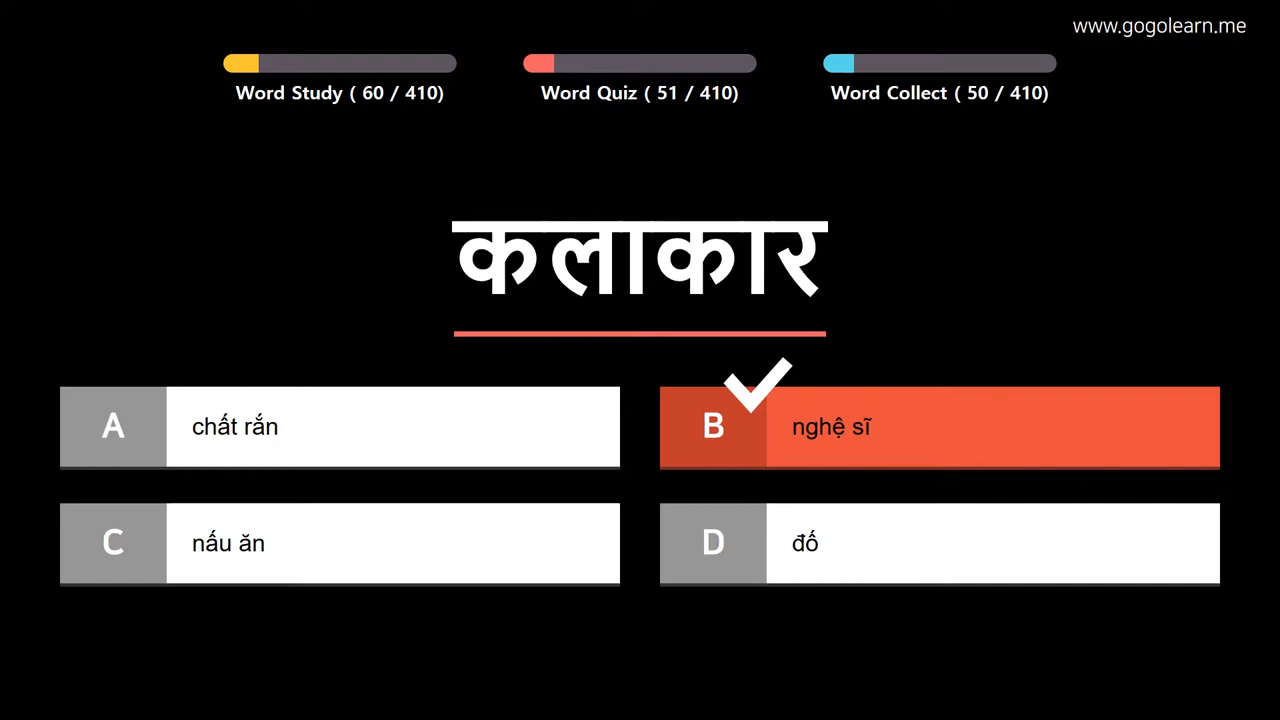 www.gogolearn.me
Word Study ( 60 / 410)
Word Quiz ( 51 / 410)
Word Collect ( 50 / 410)
कलाकार
A
chất rắn
B
nghệ sĩ
C
nấu ăn
D
đố